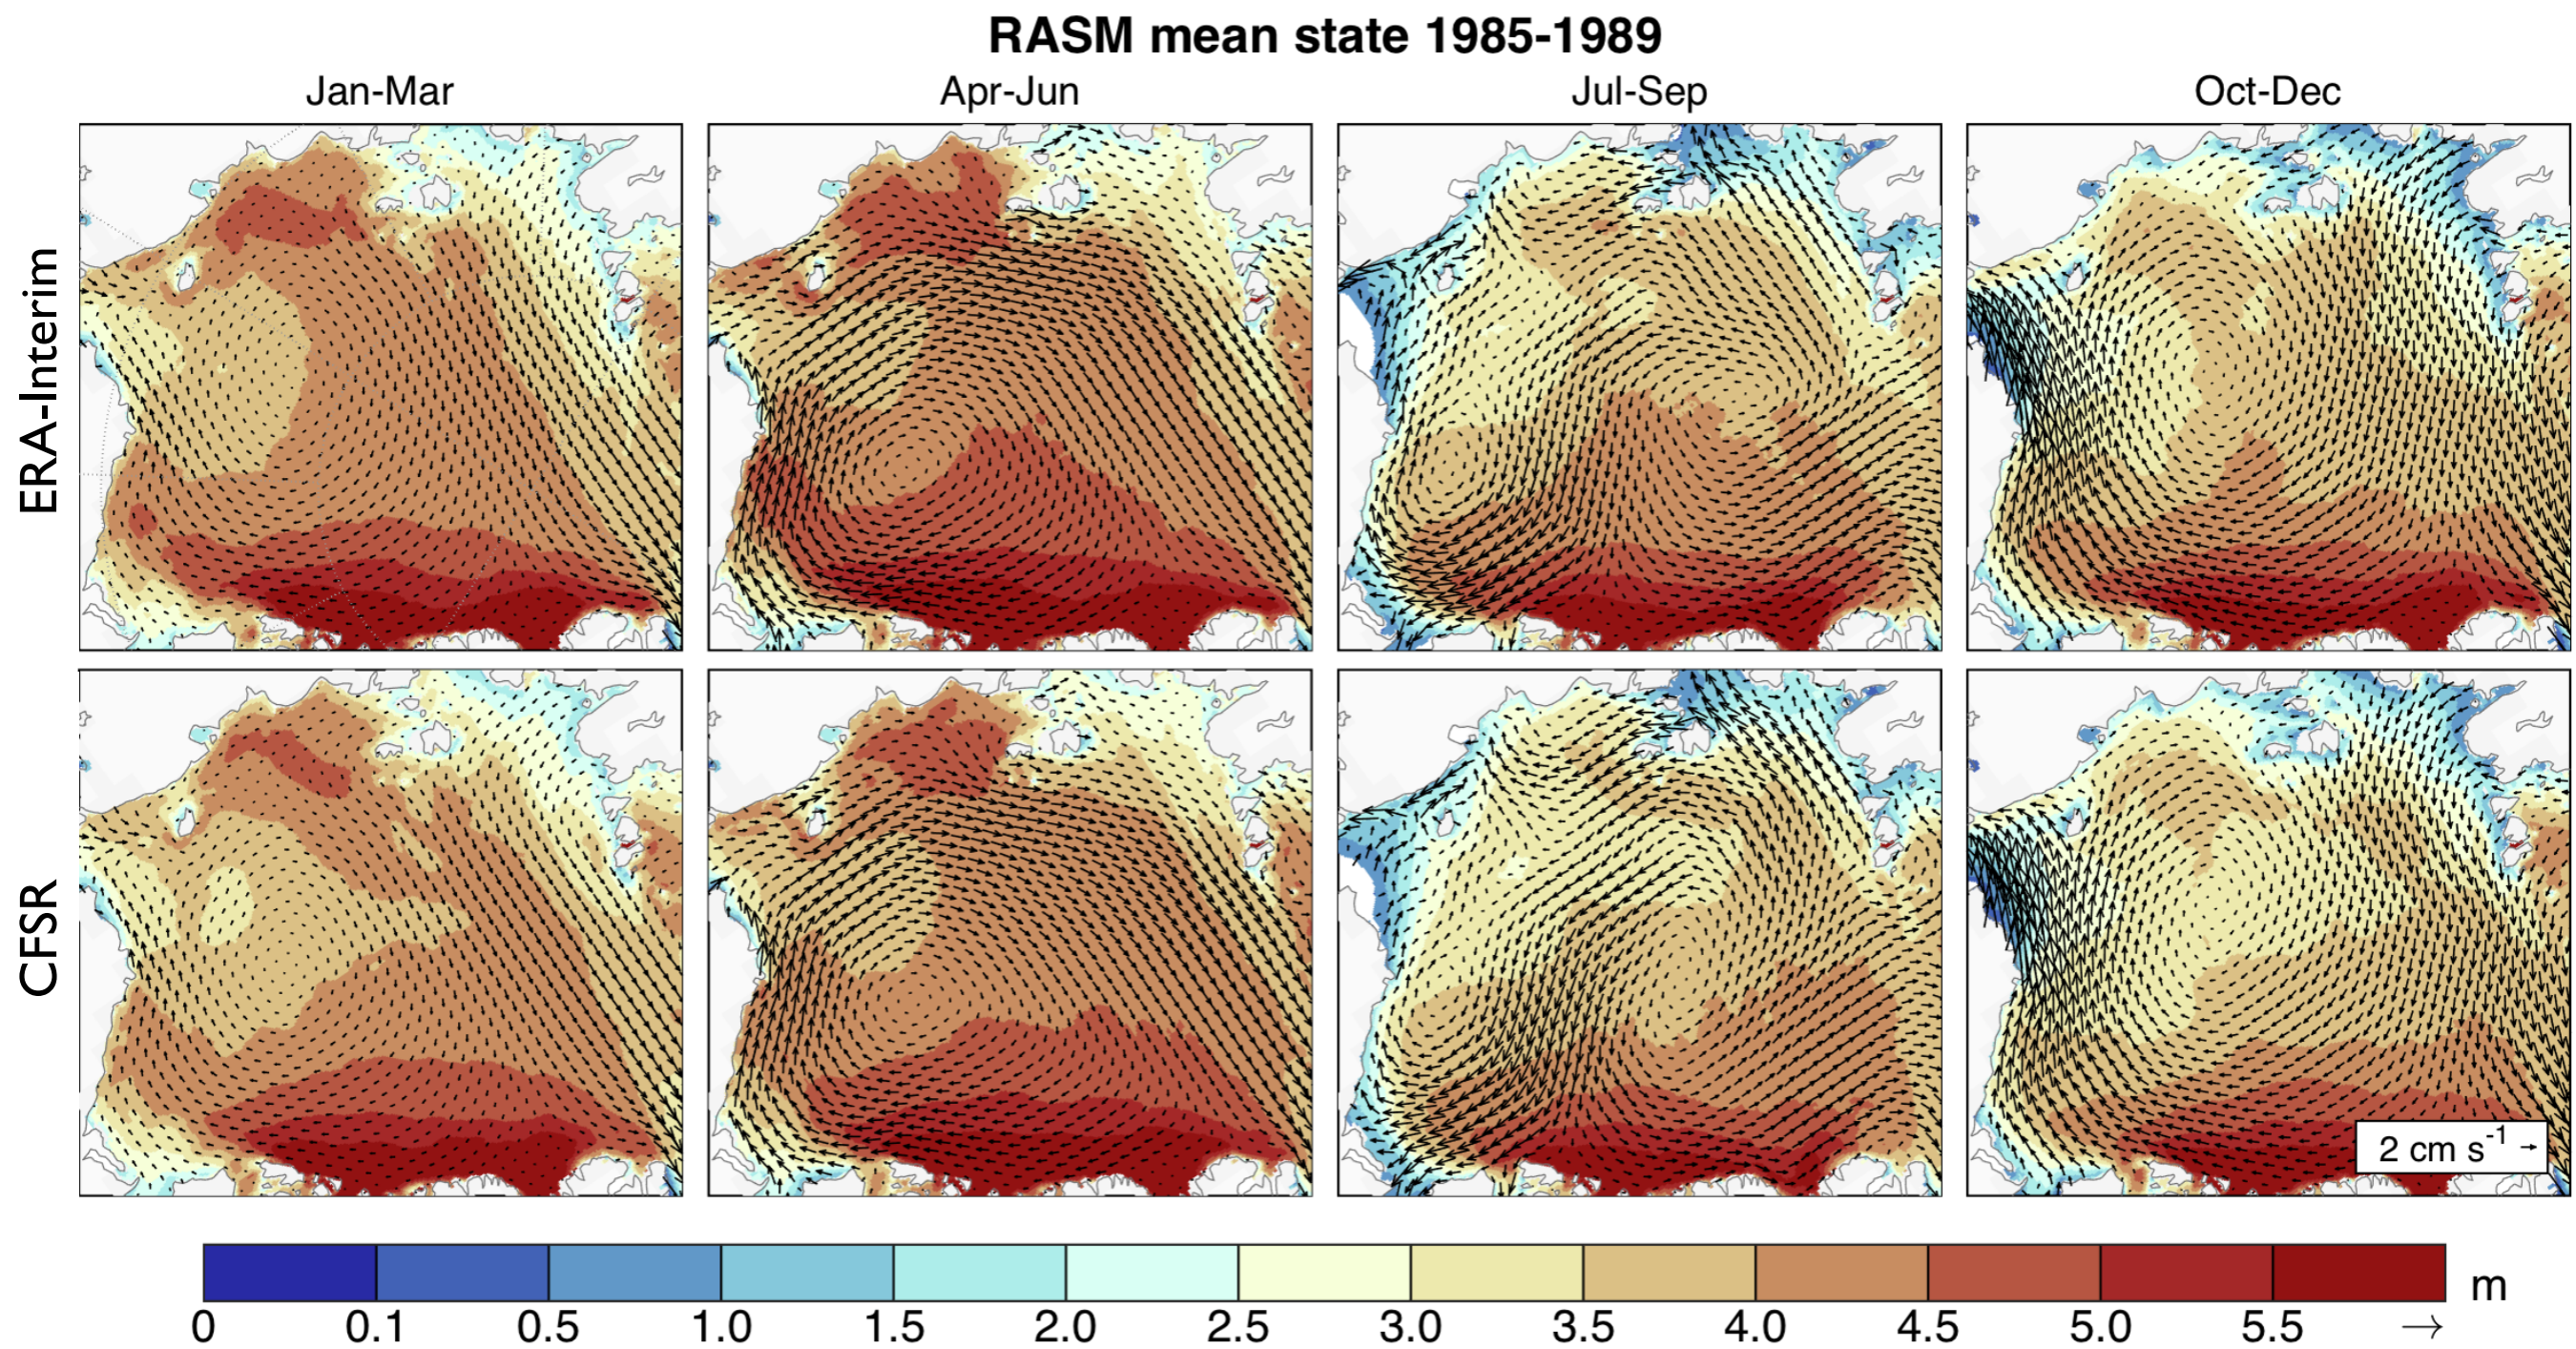 RASM mean state 1985-1989
Jan-Mar Apr-Jun Jul-Sep Oct-Dec
ERA-Interim
CFSR
2 cm s-1 →
m
0 0.1 0.5 1.0 1.5 2.0 2.5 3.0 3.5 4.0 4.5 5.0 5.5 →